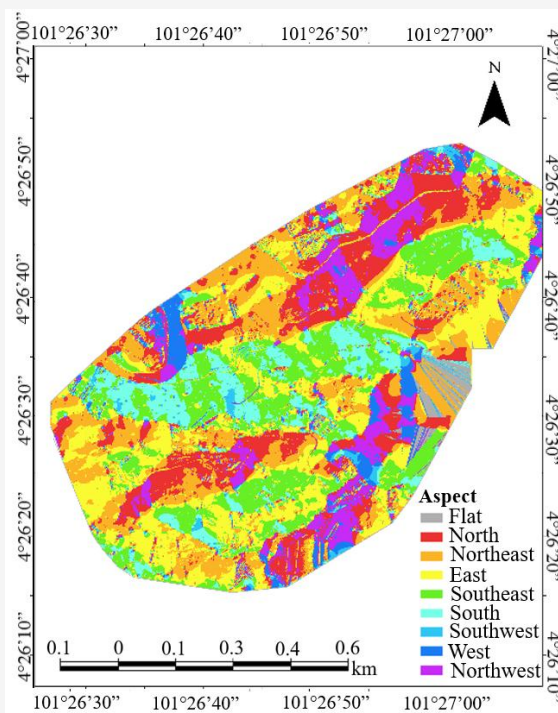 101°26’30” 101°26’40” 101°26’50” 101°27’00”
4°27’00”
4°26’50”
4°26’40”
4°26’30”
4°26’20”
4°26’10”
N
4°27’00”
4°26’50”
4°26’40”
4°26’30”
4°26’20”
4°26’10”
Aspect
Flat
North
Northeast
East
Southeast
South
Southwest
West
Northwest
0.1 0 0.1 0.3 0.4 0.6
km
101°26’30” 101°26’40” 101°26’50” 101°27’00”